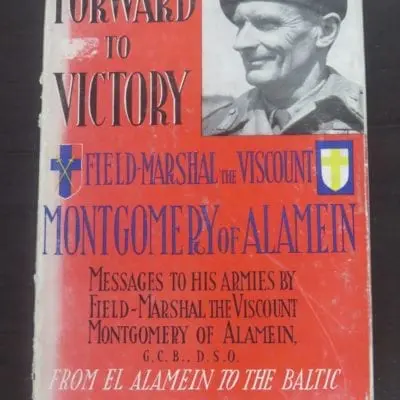 FORWARD
TO
VICTORY
FIELD-MARSHAL THE VISCOUNT
MONTGOMERY OF ALAMEIN
MESSAGES TO HIS ARMIES BY
FIELD-MARSHAL THE VISCOUNT
MONTGOMERY OF ALAMEIN,
G.C.B., D.S.O.
FROM EL ALAMEIN TO THE BALTIC